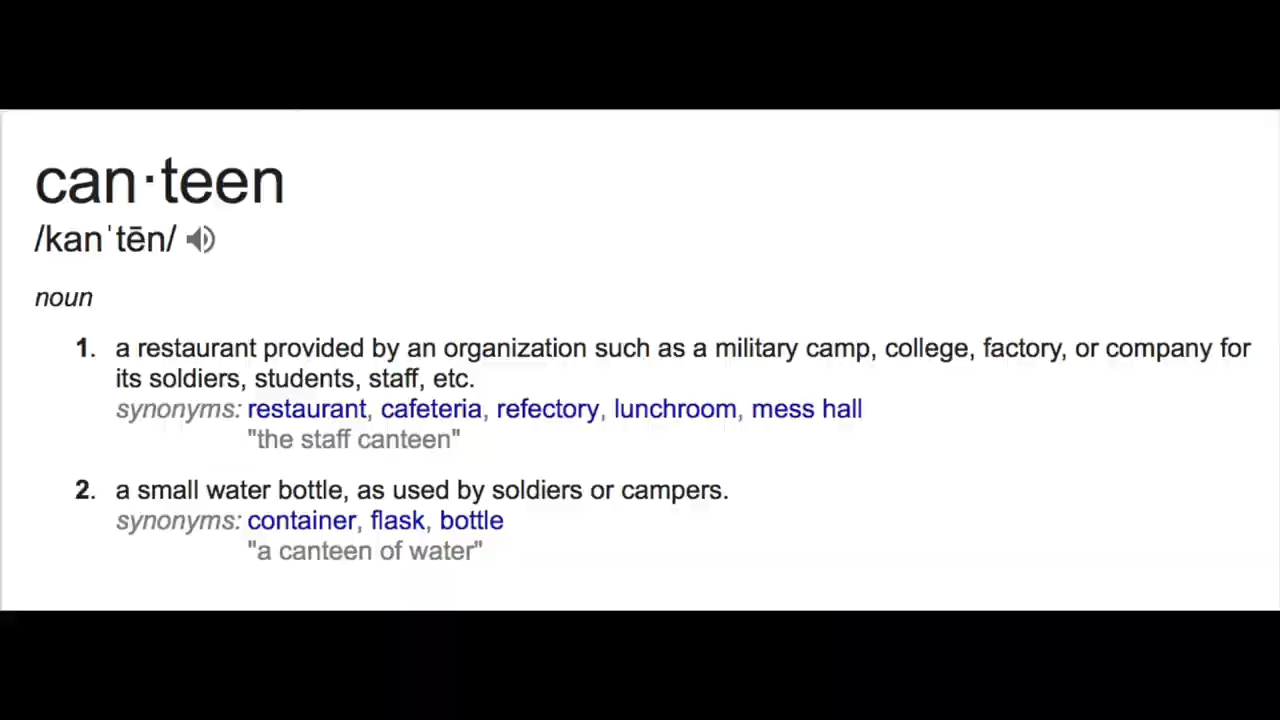 can·teen
/kanˈtēn/
noun
1. a restaurant provided by an organization such as a military camp, college, factory, or company for
its soldiers, students, staff, etc.
synonyms: restaurant, cafeteria, refectory, lunchroom, mess hall
"the staff canteen"
2. a small water bottle, as used by soldiers or campers.
synonyms: container, flask, bottle
"a canteen of water"